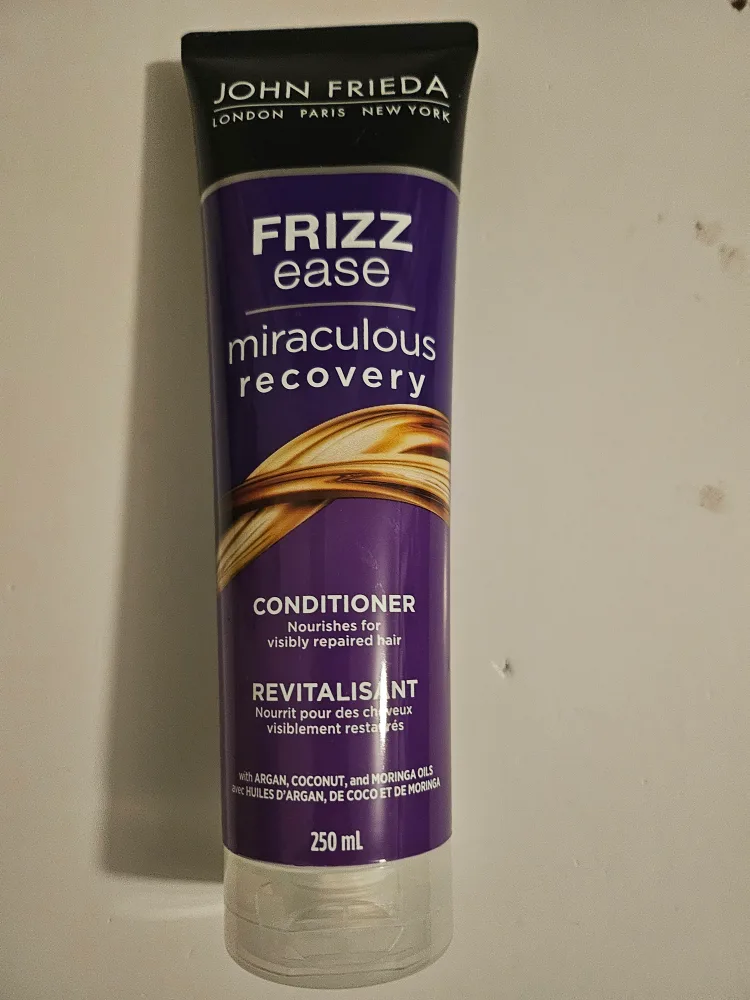 JOHN FRIEDA
LONDON PARIS NEW YORK
FRIZZ
ease
miraculous
recovery
CONDITIONER
Nourishes for
visibly repaired hair
REVITALISANT
Nourrit pour des cheveux
visiblement restaurés
with ARGAN, COCONUT, and MORINGA OILS
avec HUILES D'ARGAN, DE COCO ET DE MORINGA
250 mL